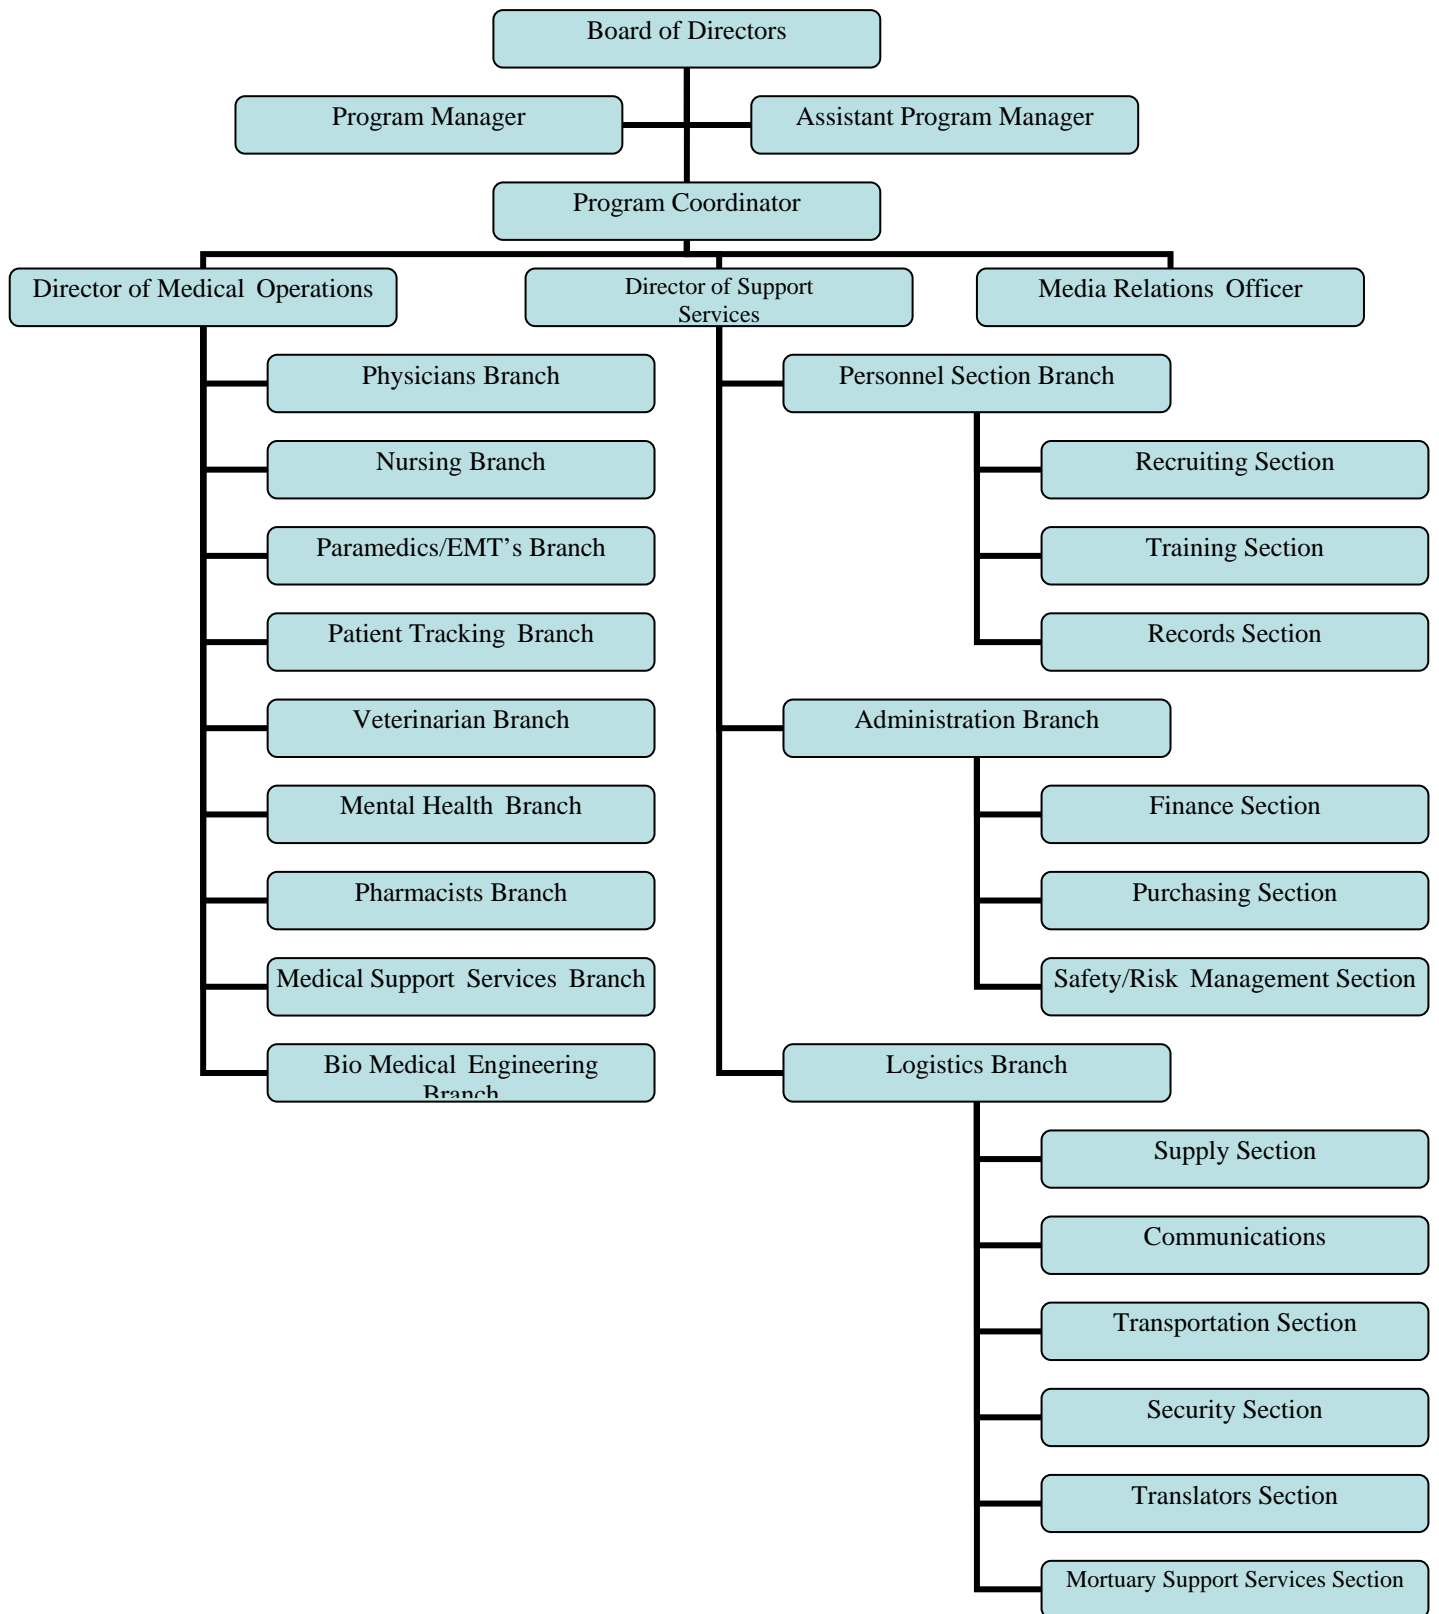 Board of Directors
Program Manager
Assistant Program Manager
Program Coordinator
Director of Medical Operations
Director of Support
Services
Media Relations Officer
Physicians Branch
Nursing Branch
Paramedics/EMT's Branch
Patient Tracking Branch
Veterinarian Branch
Mental Health Branch
Pharmacists Branch
Medical Support Services Branch
Bio Medical Engineering
Branch
Personnel Section Branch
Recruiting Section
Training Section
Records Section
Administration Branch
Finance Section
Purchasing Section
Safety/Risk Management Section
Logistics Branch
Supply Section
Communications
Transportation Section
Security Section
Translators Section
Mortuary Support Services Section